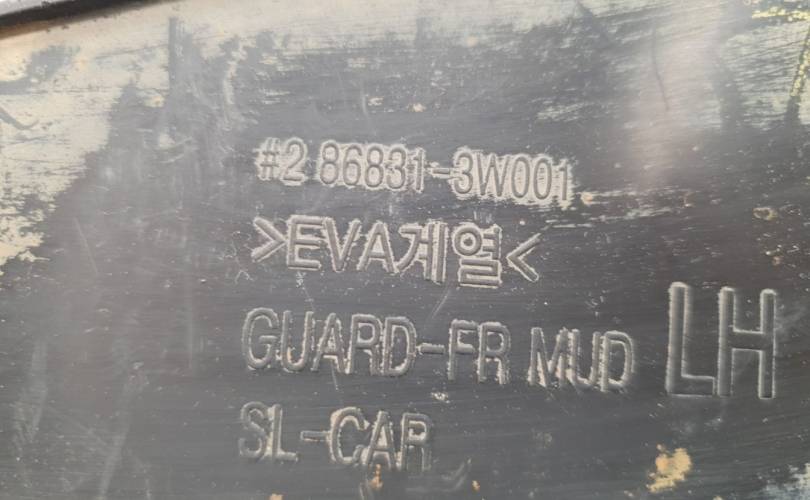 #2 86831-3W001
>EVA계열<
GUARD-FR MUD LH
SL-CAR